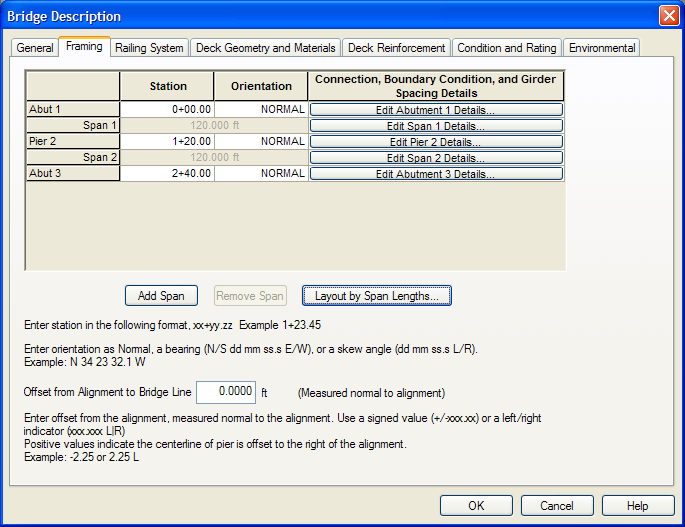 Bridge Description
General Framing Railing System Deck Geometry and Materials Deck Reinforcement Condition and Rating Environmental
Station Orientation Connection, Boundary Condition, and Girder
Spacing Details
Abut 1 0+00.00 NORMAL Edit Abutment 1 Details...
Span 1 120.000 ft Edit Span 1 Details...
Pier 2 1+20.00 NORMAL Edit Pier 2 Details...
Span 2 120.000 ft Edit Span 2 Details...
Abut 3 2+40.00 NORMAL Edit Abutment 3 Details...
Add Span Remove Span Layout by Span Lengths...
Enter station in the following format, xx+yy.zz Example 1+23.45
Enter orientation as Normal, a bearing (N/S dd mm ss.s E/W), or a skew angle (dd mm ss.s L/R).
Example: N 34 23 32.1 W
Offset from Alignment to Bridge Line 0.0000 ft (Measured normal to alignment)
Enter offset from the alignment, measured normal to the alignment. Use a signed value (+/-xxx.xx) or a left/right
indicator (xxx.xxx L|R)
Positive values indicate the centerline of pier is offset to the right of the alignment.
Example: -2.25 or 2.25 L
OK Cancel Help